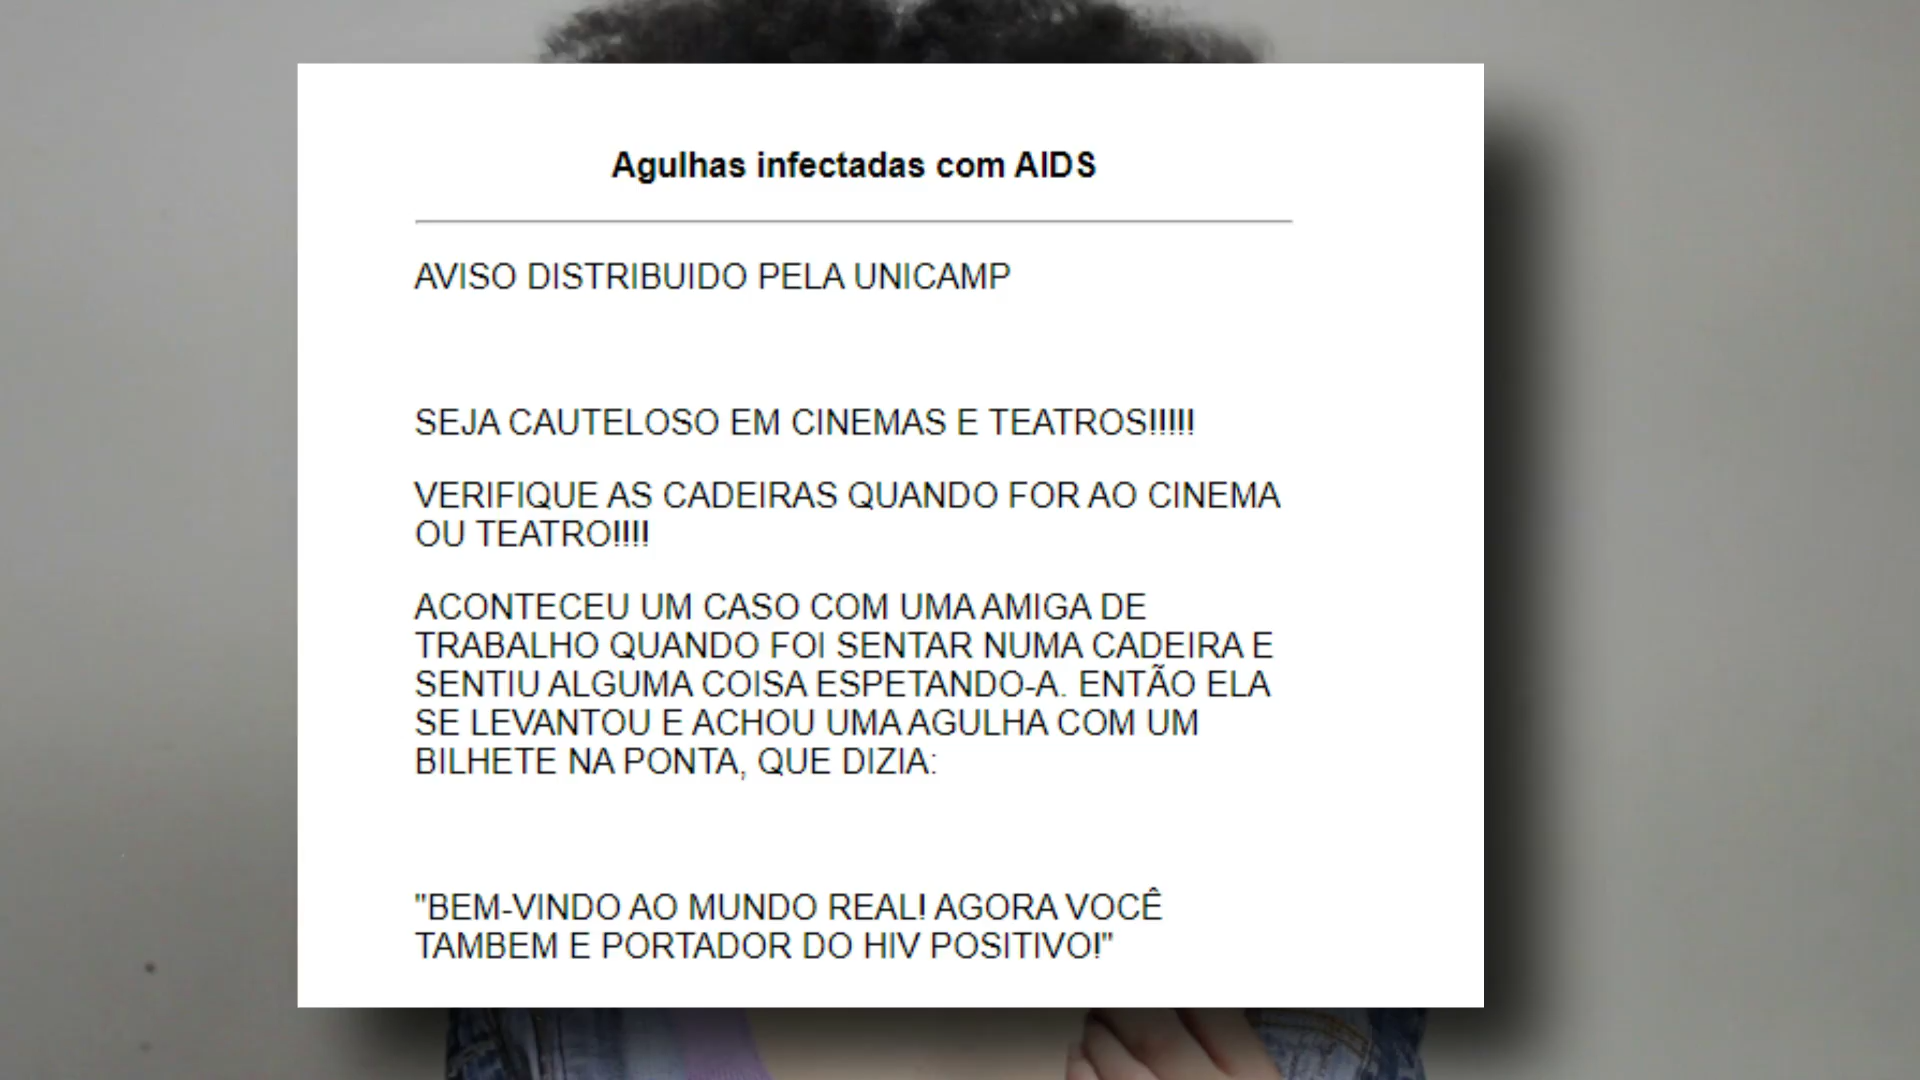 Agulhas infectadas com AIDS
AVISO DISTRIBUIDO PELA UNICAMP
SEJA CAUTELOSO EM CINEMAS E TEATROS!!!!!
VERIFIQUE AS CADEIRAS QUANDO FOR AO CINEMA
OU TEATRO!!!!
ACONTECEU UM CASO COM UMA AMIGA DE
TRABALHO QUANDO FOI SENTAR NUMA CADEIRA E
SENTIU ALGUMA COISA ESPETANDO-A. ENTÃO ELA
SE LEVANTOU E ACHOU UMA AGULHA COM UM
BILHETE NA PONTA, QUE DIZIA:
"BEM-VINDO AO MUNDO REAL! AGORA VOCÊ
TAMBEM E PORTADOR DO HIV POSITIVO!"